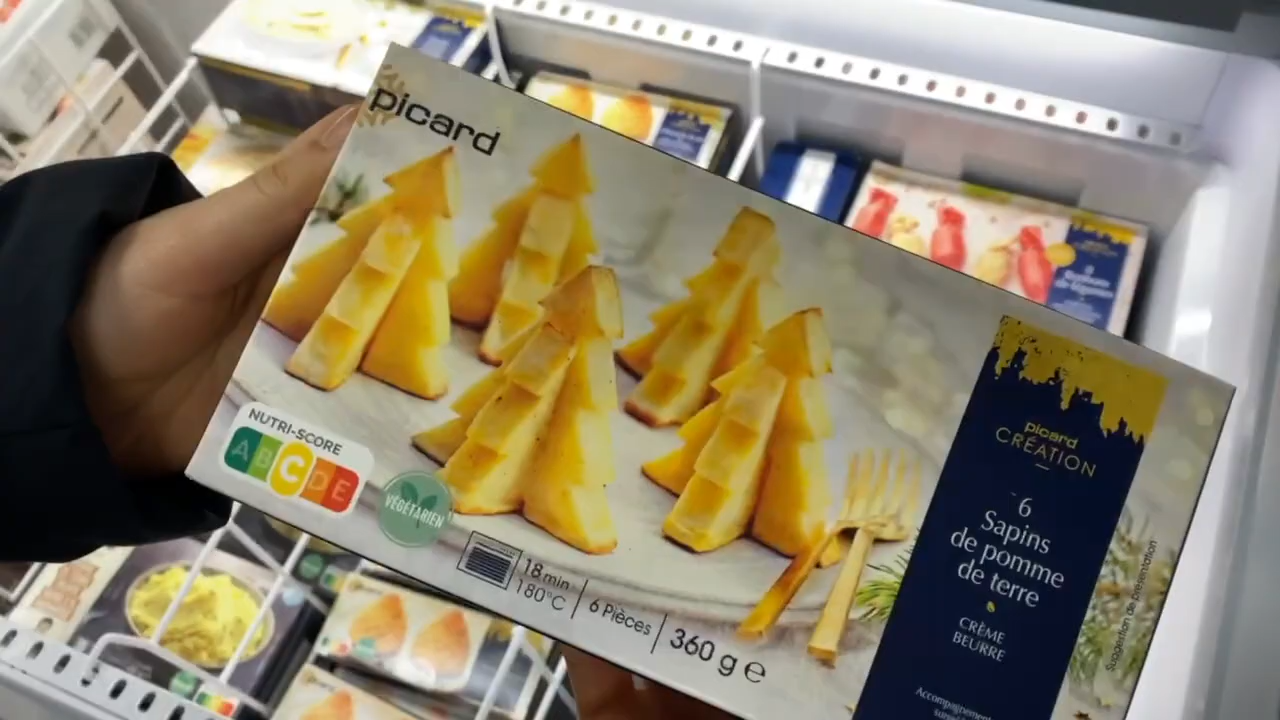 picard
NUTRI-SCORE
A B C D E
VÉGÉTARIEN
18 min
180°C
6 Pièces
360 g e
picard
CRÉATION
6
Sapins
de pomme
de terre
CRÈME
BEURRE
Accompagnement
Suggestion de présentation